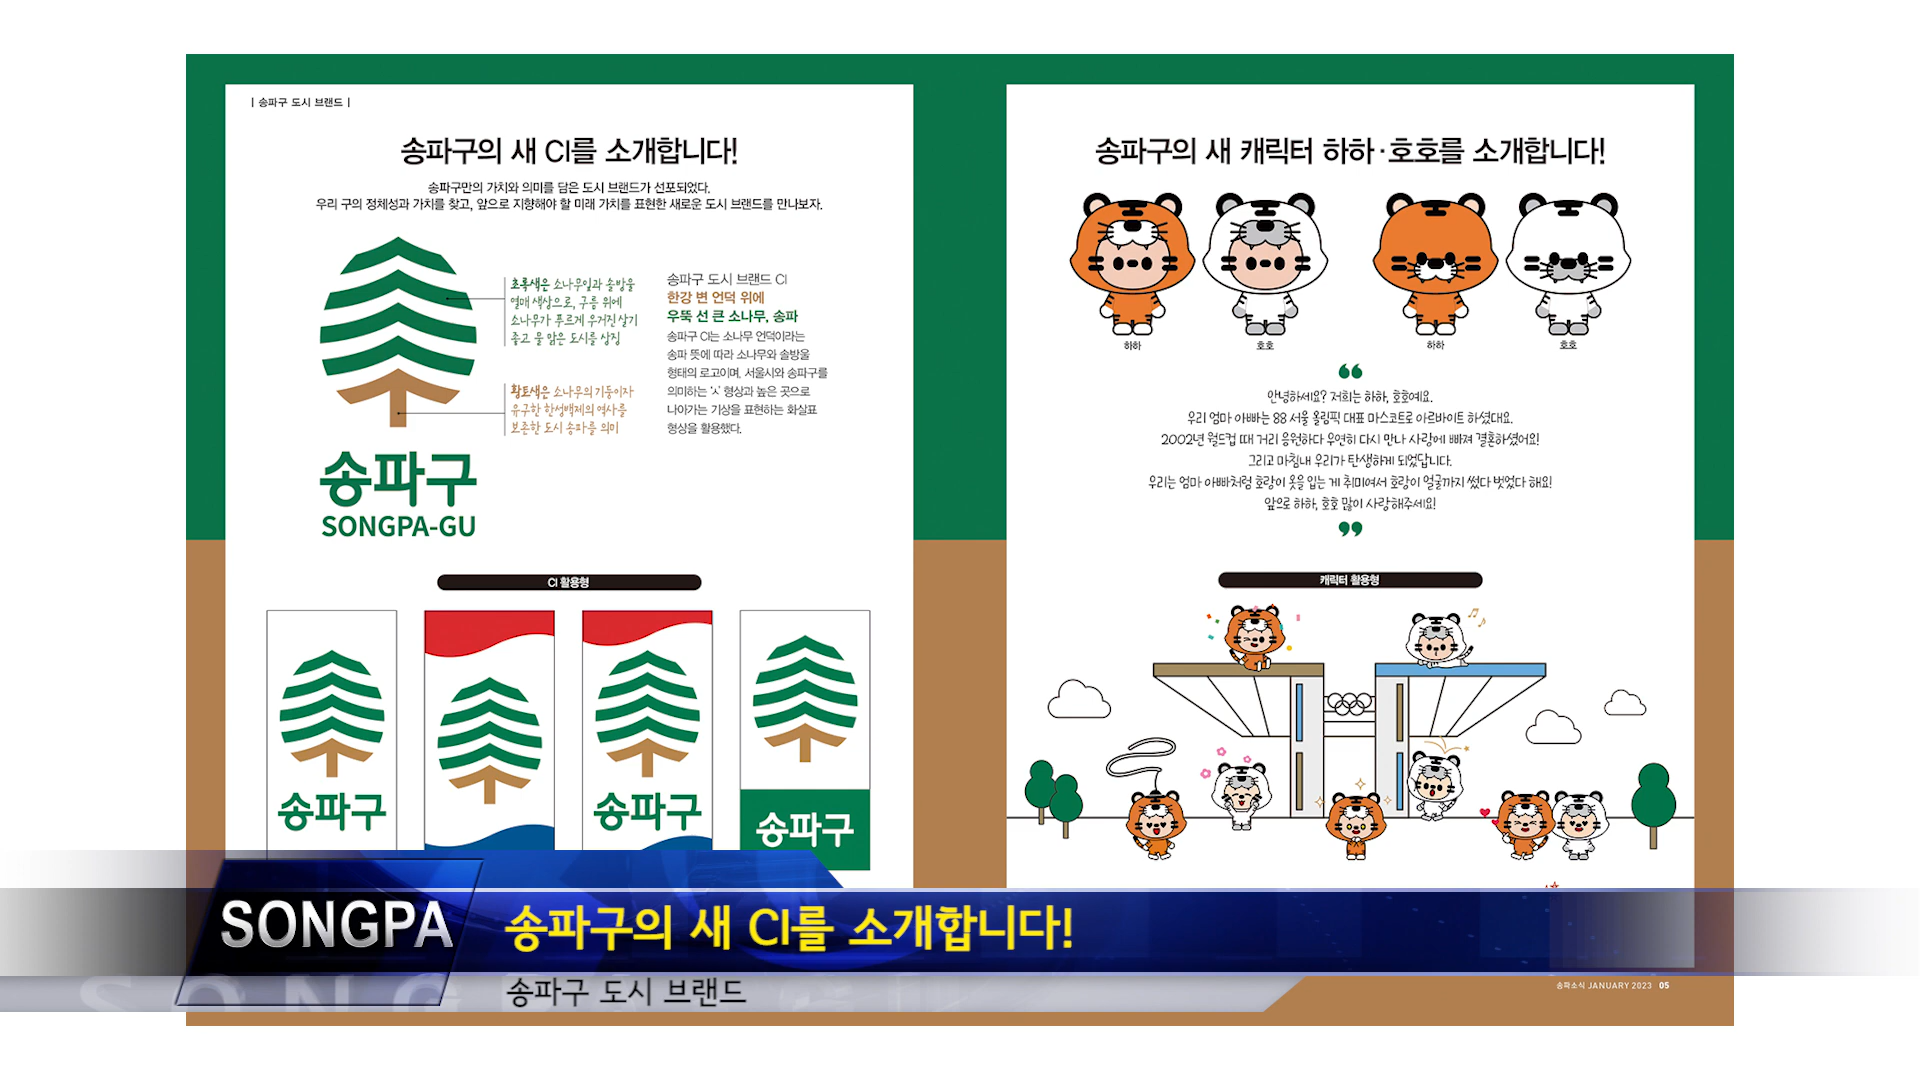 | 송파구 도시 브랜드 |
송파구의 새 CI를 소개합니다!
송파구만의 가치와 의미를 담은 도시 브랜드가 선포되었다.
우리 구의 정체성과 가치를 찾고, 앞으로 지향해야 할 미래 가치를 표현한 새로운 도시 브랜드를 만나보자.
초록색은 소나무잎과 솔방울
열매 색상으로, 구릉 위에
소나무가 푸르게 우거진 살기
좋고 물 맑은 도시를 상징
황토색은 소나무의 기둥이자
유구한 한성백제의 역사를
보존한 도시 송파를 의미
송파구 도시 브랜드 CI
한강 변 언덕 위에
우뚝 선 큰 소나무, 송파
송파구 CI는 소나무 언덕이라는
송파 뜻에 따라 소나무와 솔방울
형태의 로고이며, 서울시와 송파구를
의미하는 'ㅅ' 형상과 높은 곳으로
나아가는 기상을 표현하는 화살표
형상을 활용했다.
송파구
SONGPA-GU
CI 활용형
송파구
송파구
송파구
송파구의 새 캐릭터 하하·호호를 소개합니다!
하하
호호
하하
호호
“
안녕하세요? 저희는 하하, 호호예요.
우리 엄마 아빠는 88 서울 올림픽 대표 마스코트로 아르바이트 하셨대요.
2002년 월드컵 때 거리 응원하다 우연히 다시 만나 사랑에 빠져 결혼하셨어요!
그리고 마침내 우리가 탄생하게 되었답니다.
우리는 엄마 아빠처럼 호랑이 옷을 입는 게 취미여서 호랑이 얼굴까지 썼다 벗었다 해요!
앞으로 하하, 호호 많이 사랑해주세요!
”
캐릭터 활용형
SONGPA
송파구의 새 CI를 소개합니다!
송파구 도시 브랜드
송파소식 JANUARY 2023 05